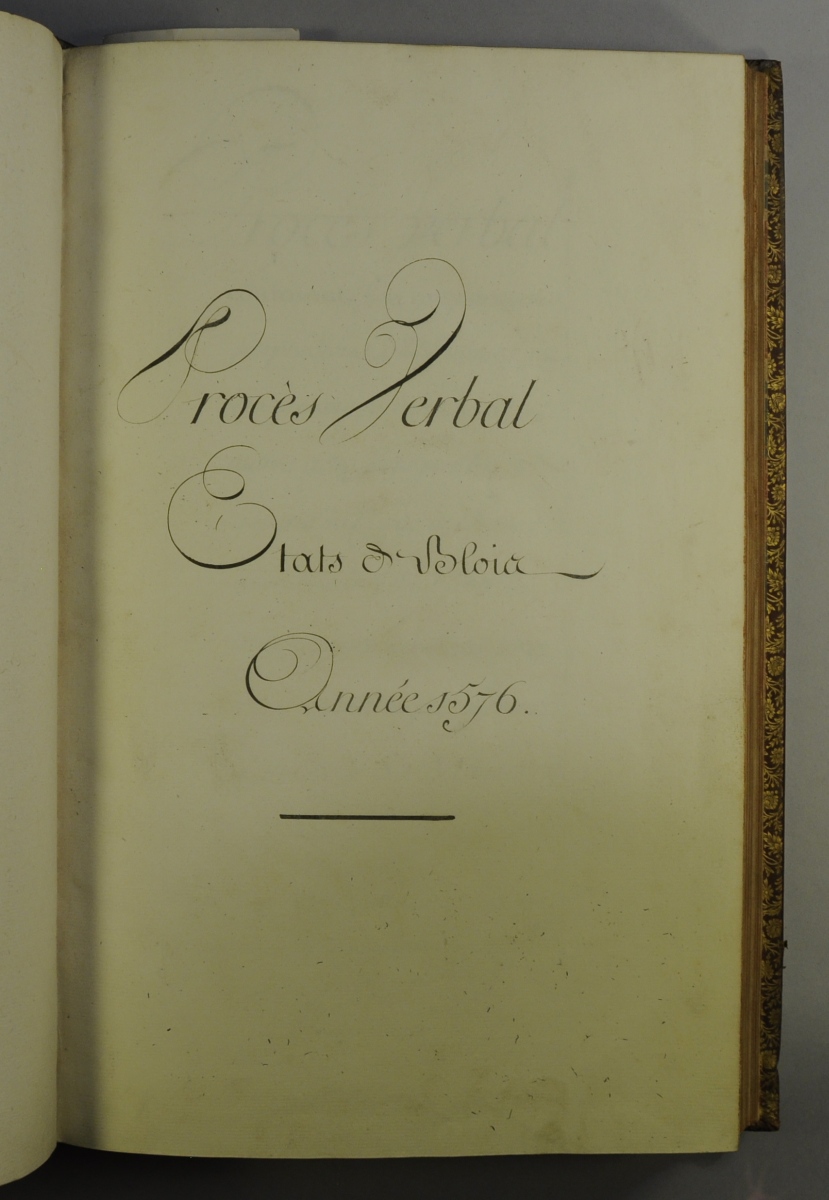 Procès Verbal
Etats de Blois
Année 1576.